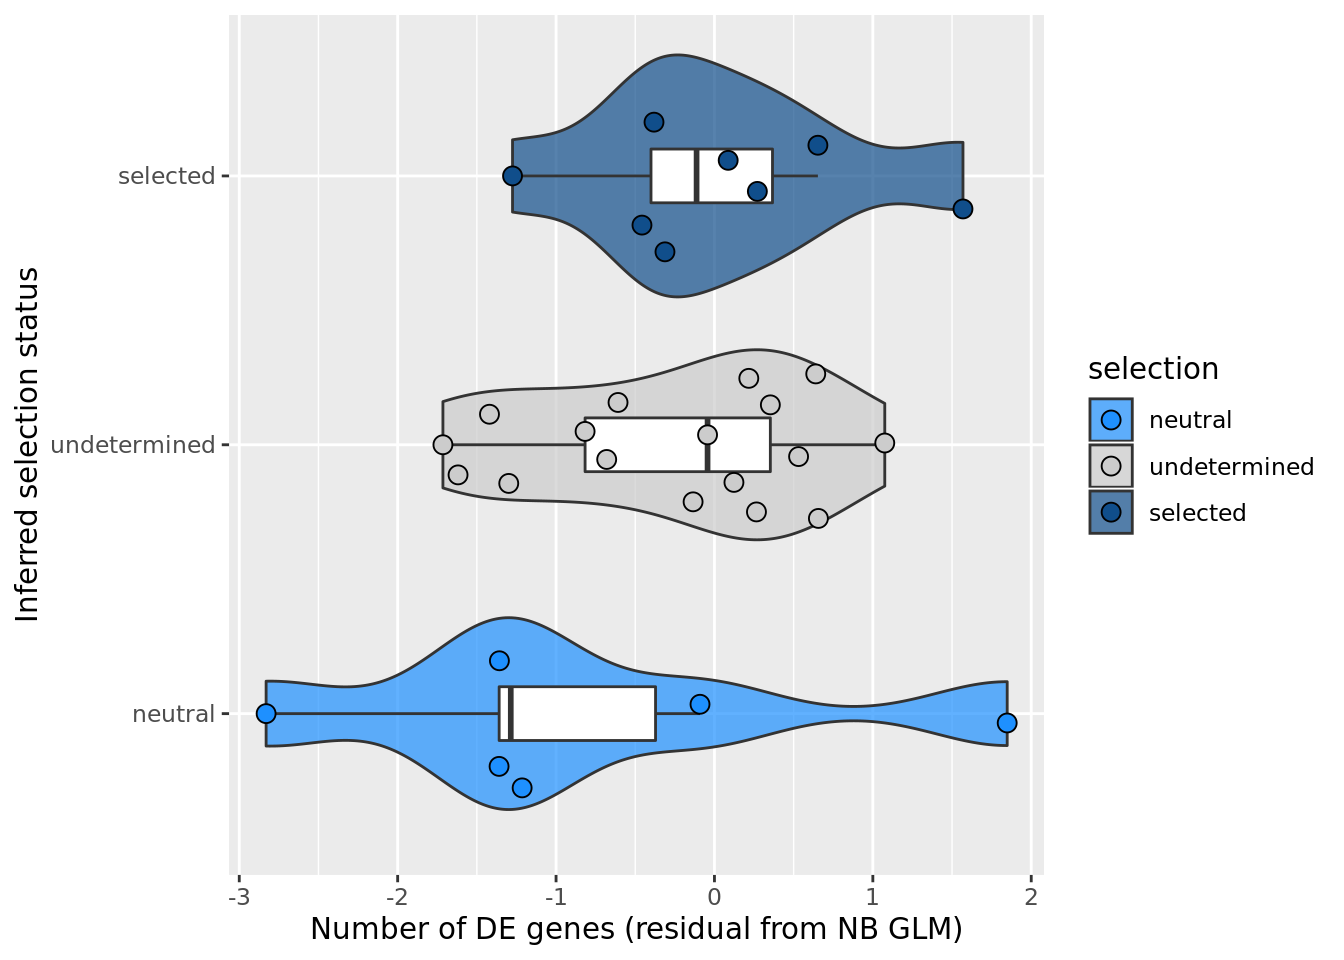 Inferred selection status
selected
undetermined
neutral
-3 -2 -1 0 1 2
Number of DE genes (residual from NB GLM)
selection
neutral
undetermined
selected